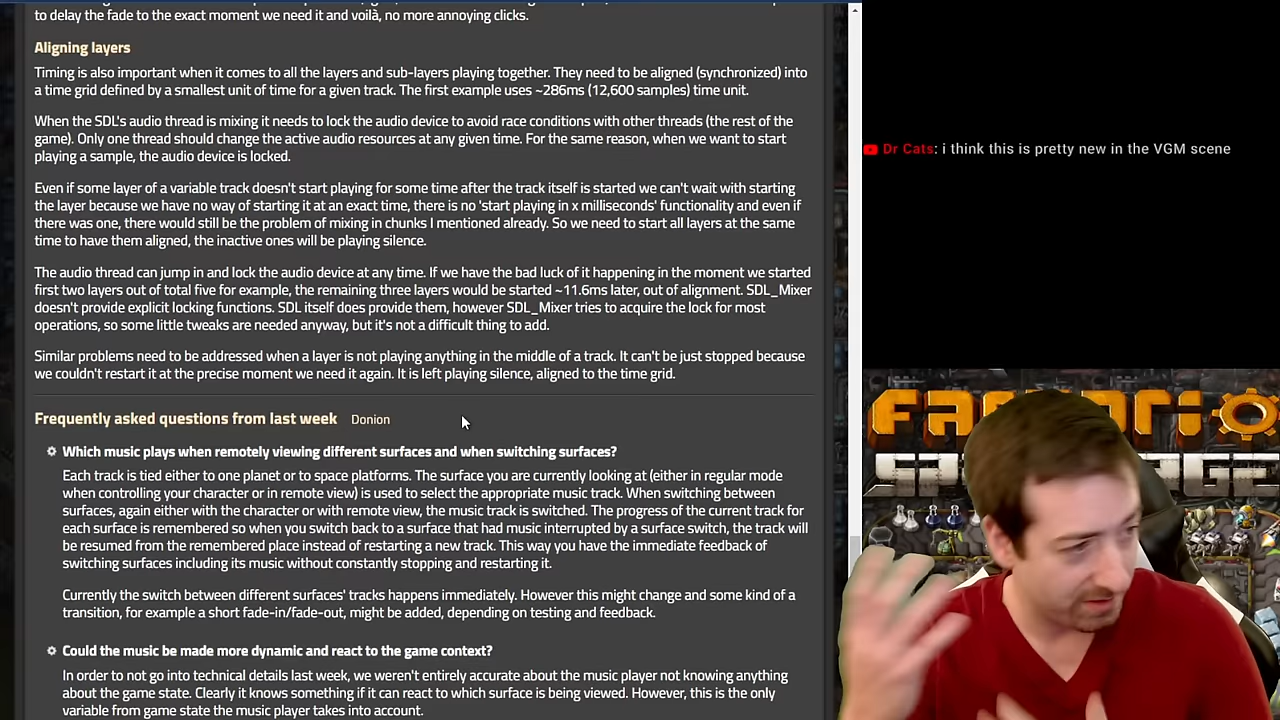 to delay the fade to the exact moment we need it and voilà, no more annoying clicks.
Aligning layers
Timing is also important when it comes to all the layers and sub-layers playing together. They need to be aligned (synchronized) into
a time grid defined by a smallest unit of time for a given track. The first example uses ~286ms (12,600 samples) time unit.
When the SDL's audio thread is mixing it needs to lock the audio device to avoid race conditions with other threads (the rest of the
game). Only one thread should change the active audio resources at any given time. For the same reason, when we want to start
playing a sample, the audio device is locked.
Even if some layer of a variable track doesn't start playing for some time after the track itself is started we can't wait with starting
the layer because we have no way of starting it at an exact time, there is no 'start playing in x milliseconds' functionality and even if
there was one, there would still be the problem of mixing in chunks I mentioned already. So we need to start all layers at the same
time to have them aligned, the inactive ones will be playing silence.
The audio thread can jump in and lock the audio device at any time. If we have the bad luck of it happening in the moment we started
first two layers out of total five for example, the remaining three layers would be started ~11.6ms later, out of alignment. SDL_Mixer
doesn't provide explicit locking functions. SDL itself does provide them, however SDL_Mixer tries to acquire the lock for most
operations, so some little tweaks are needed anyway, but it's not a difficult thing to add.
Similar problems need to be addressed when a layer is not playing anything in the middle of a track. It can't be just stopped because
we couldn't restart it at the precise moment we need it again. It is left playing silence, aligned to the time grid.
Frequently asked questions from last week Donion
Which music plays when remotely viewing different surfaces and when switching surfaces?
Each track is tied either to one planet or to space platforms. The surface you are currently looking at (either in regular mode
when controlling your character or in remote view) is used to select the appropriate music track. When switching between
surfaces, again either with the character or with remote view, the music track is switched. The progress of the current track for
each surface is remembered so when you switch back to a surface that had music interrupted by a surface switch, the track will
be resumed from the remembered place instead of restarting a new track. This way you have the immediate feedback of
switching surfaces including its music without constantly stopping and restarting it.
Currently the switch between different surfaces' tracks happens immediately. However this might change and some kind of a
transition, for example a short fade-in/fade-out, might be added, depending on testing and feedback.
Could the music be made more dynamic and react to the game context?
In order to not go into technical details last week, we weren't entirely accurate about the music player not knowing anything
about the game state. Clearly it knows something if it can react to which surface is being viewed. However, this is the only
variable from game state the music player takes into account.
Dr Cats: i think this is pretty new in the VGM scene